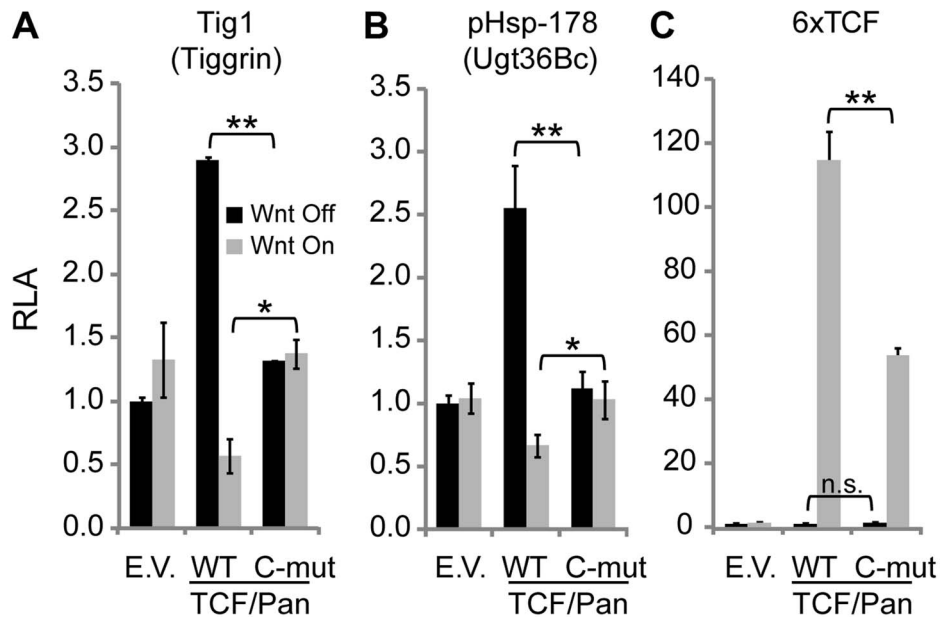 A
Tig1
(Tiggrin)
B
pHsp-178
(Ugt36Bc)
C
6xTCF
RLA
3.5
3.0
2.5
2.0
1.5
1.0
0.5
0.0
**
*
Wnt Off
Wnt On
E.V. WT C-mut
TCF/Pan
3.5
3.0
2.5
2.0
1.5
1.0
0.5
0.0
**
*
E.V. WT C-mut
TCF/Pan
140
120
100
80
60
40
20
0
**
n.s.
E.V. WT C-mut
TCF/Pan